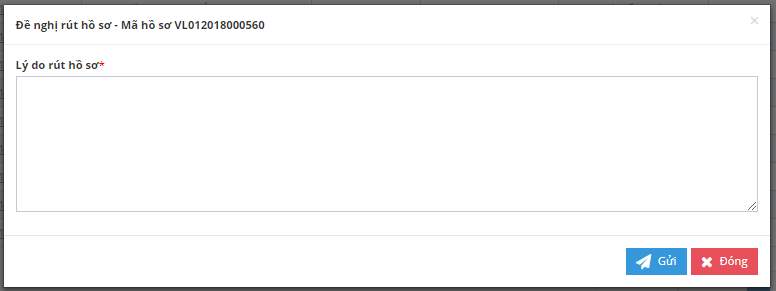 Đề nghị rút hồ sơ - Mã hồ sơ VL012018000560
×
Lý do rút hồ sơ*
Gửi
Đóng